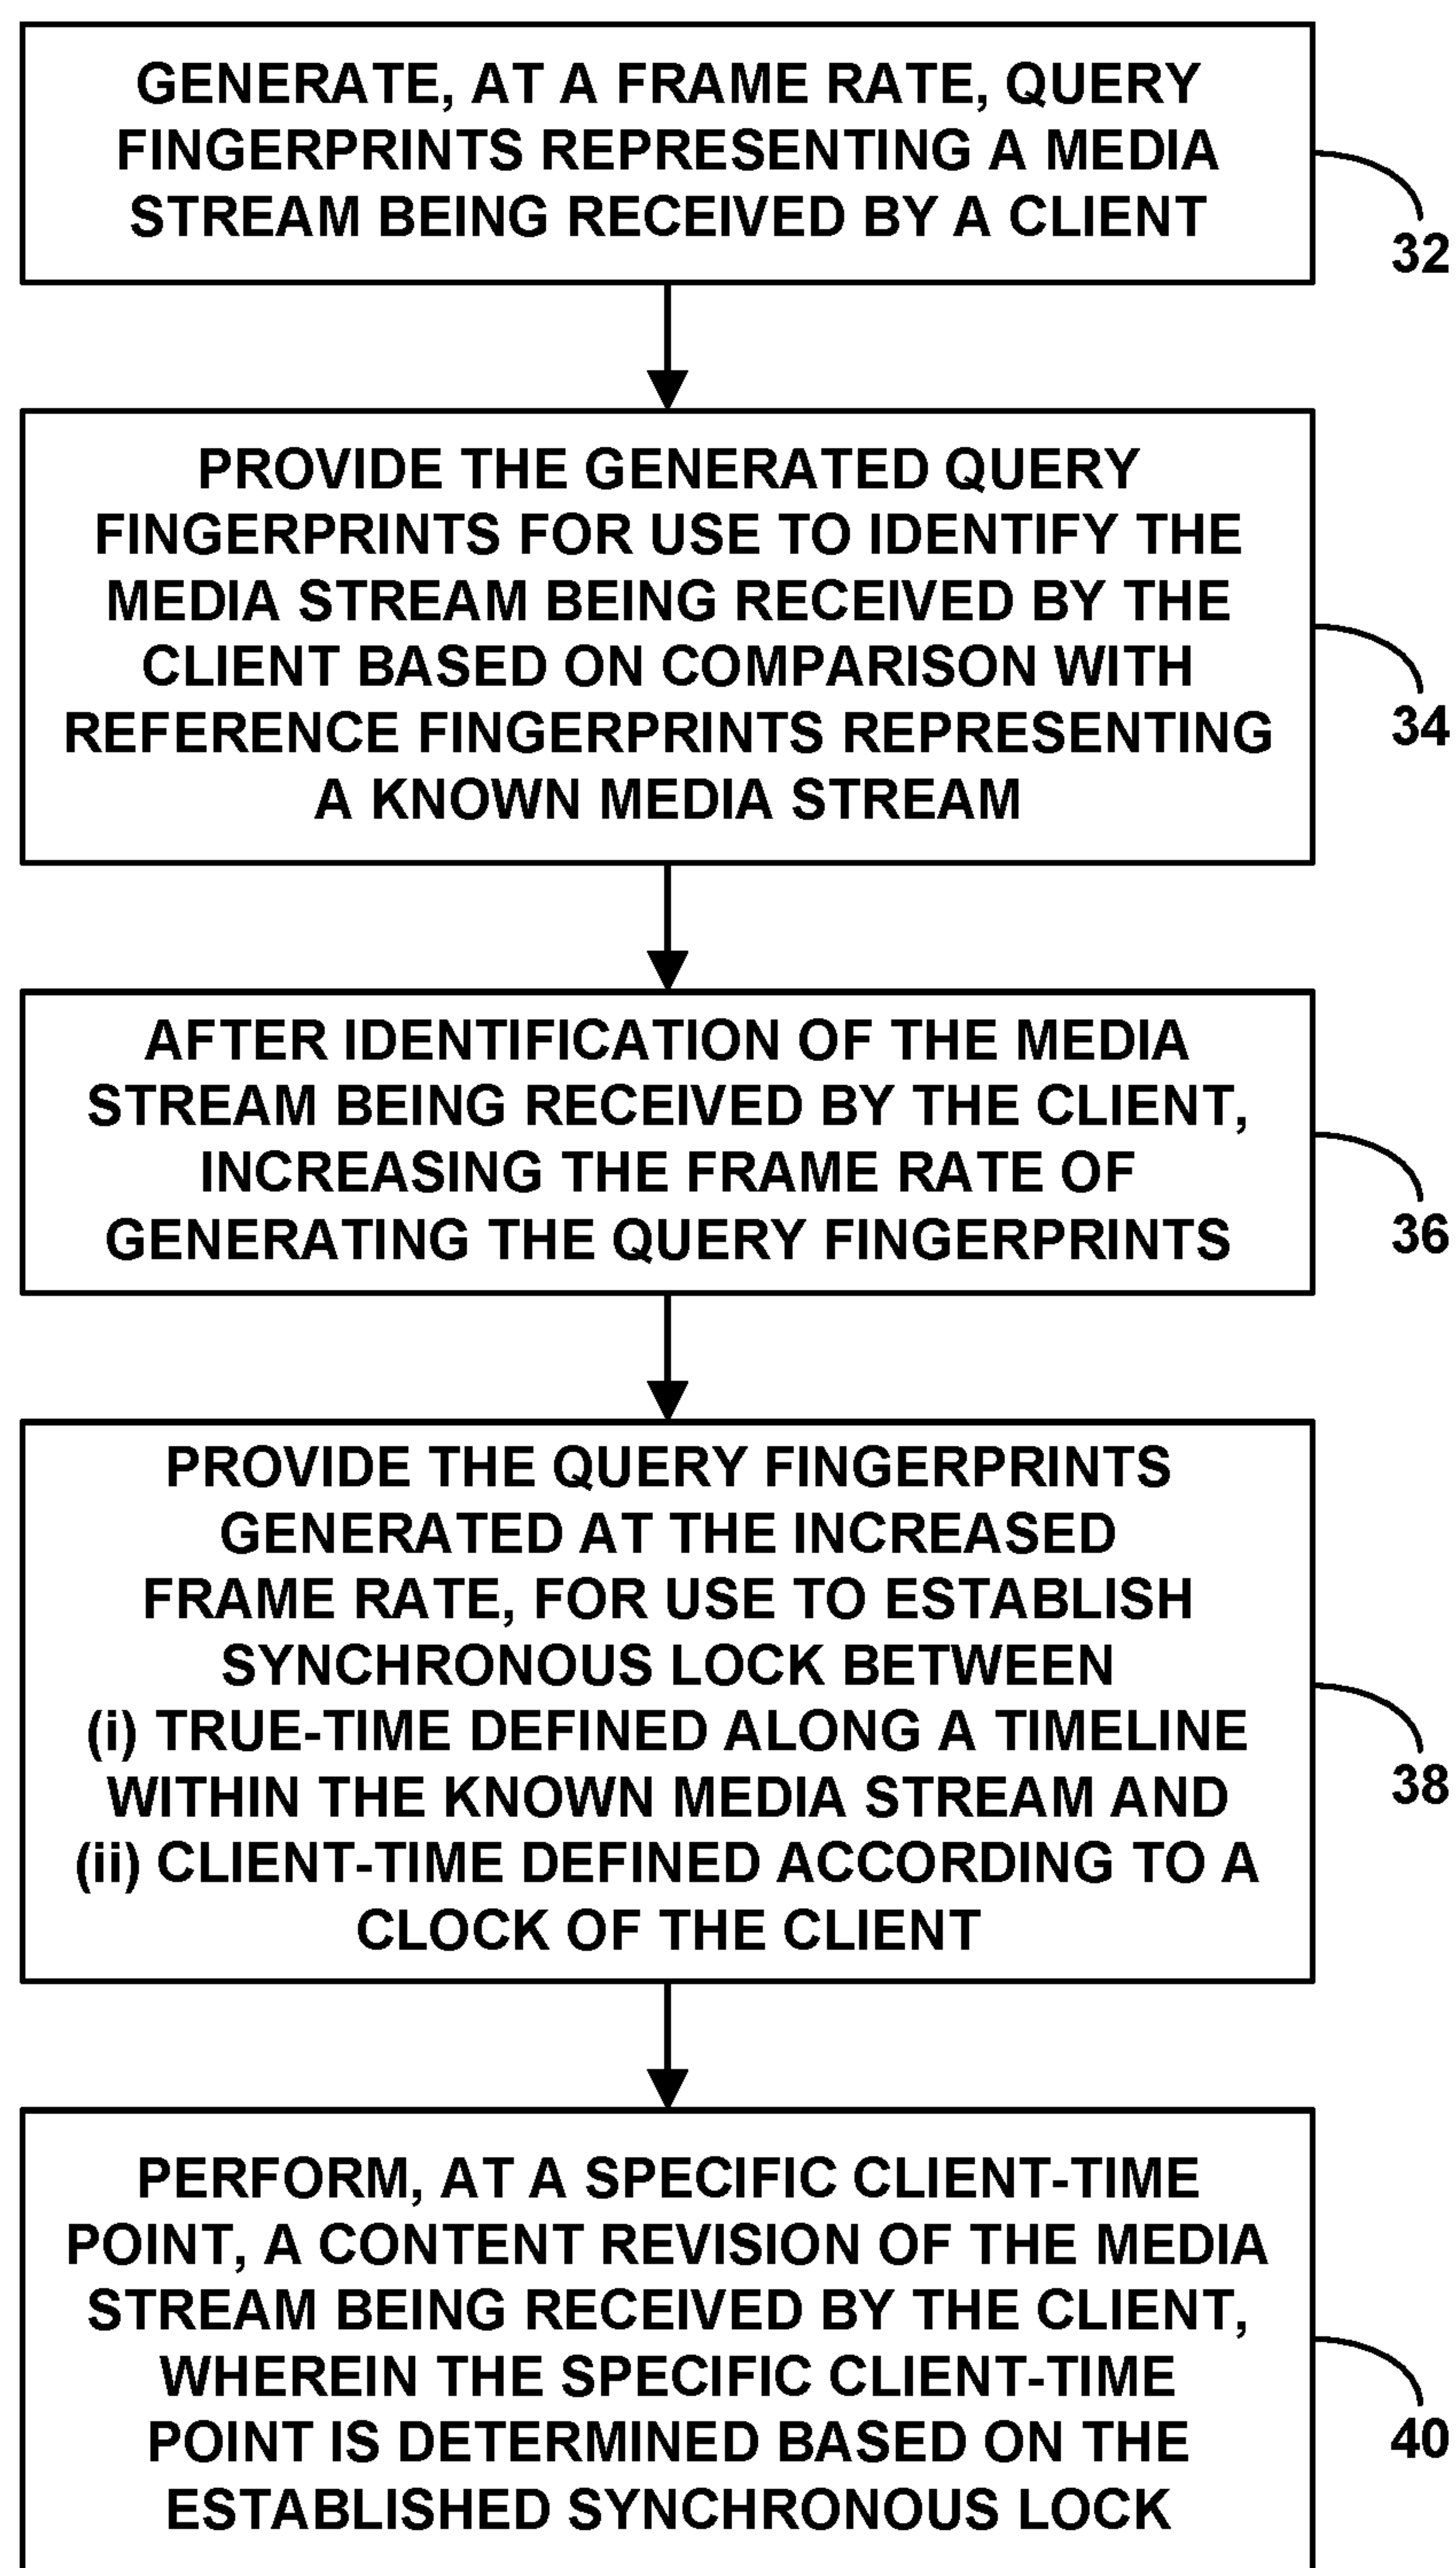 GENERATE, AT A FRAME RATE, QUERY
FINGERPRINTS REPRESENTING A MEDIA
STREAM BEING RECEIVED BY A CLIENT
32
PROVIDE THE GENERATED QUERY
FINGERPRINTS FOR USE TO IDENTIFY THE
MEDIA STREAM BEING RECEIVED BY THE
CLIENT BASED ON COMPARISON WITH
REFERENCE FINGERPRINTS REPRESENTING
A KNOWN MEDIA STREAM
34
AFTER IDENTIFICATION OF THE MEDIA
STREAM BEING RECEIVED BY THE CLIENT,
INCREASING THE FRAME RATE OF
GENERATING THE QUERY FINGERPRINTS
36
PROVIDE THE QUERY FINGERPRINTS
GENERATED AT THE INCREASED
FRAME RATE, FOR USE TO ESTABLISH
SYNCHRONOUS LOCK BETWEEN
(i) TRUE-TIME DEFINED ALONG A TIMELINE
WITHIN THE KNOWN MEDIA STREAM AND
(ii) CLIENT-TIME DEFINED ACCORDING TO A
CLOCK OF THE CLIENT
38
PERFORM, AT A SPECIFIC CLIENT-TIME
POINT, A CONTENT REVISION OF THE MEDIA
STREAM BEING RECEIVED BY THE CLIENT,
WHEREIN THE SPECIFIC CLIENT-TIME
POINT IS DETERMINED BASED ON THE
ESTABLISHED SYNCHRONOUS LOCK
40